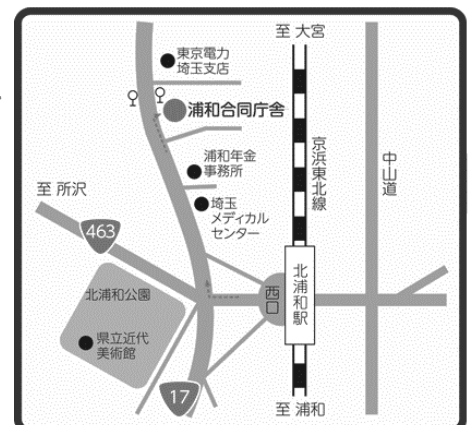 至 大宮
東京電力
埼玉支店
浦和合同庁舎
浦和年金
事務所
京浜東北線
中山道
至 所沢
埼玉
メディカル
センター
463
北浦和公園
西口
北浦和駅
県立近代
美術館
17
至 浦和